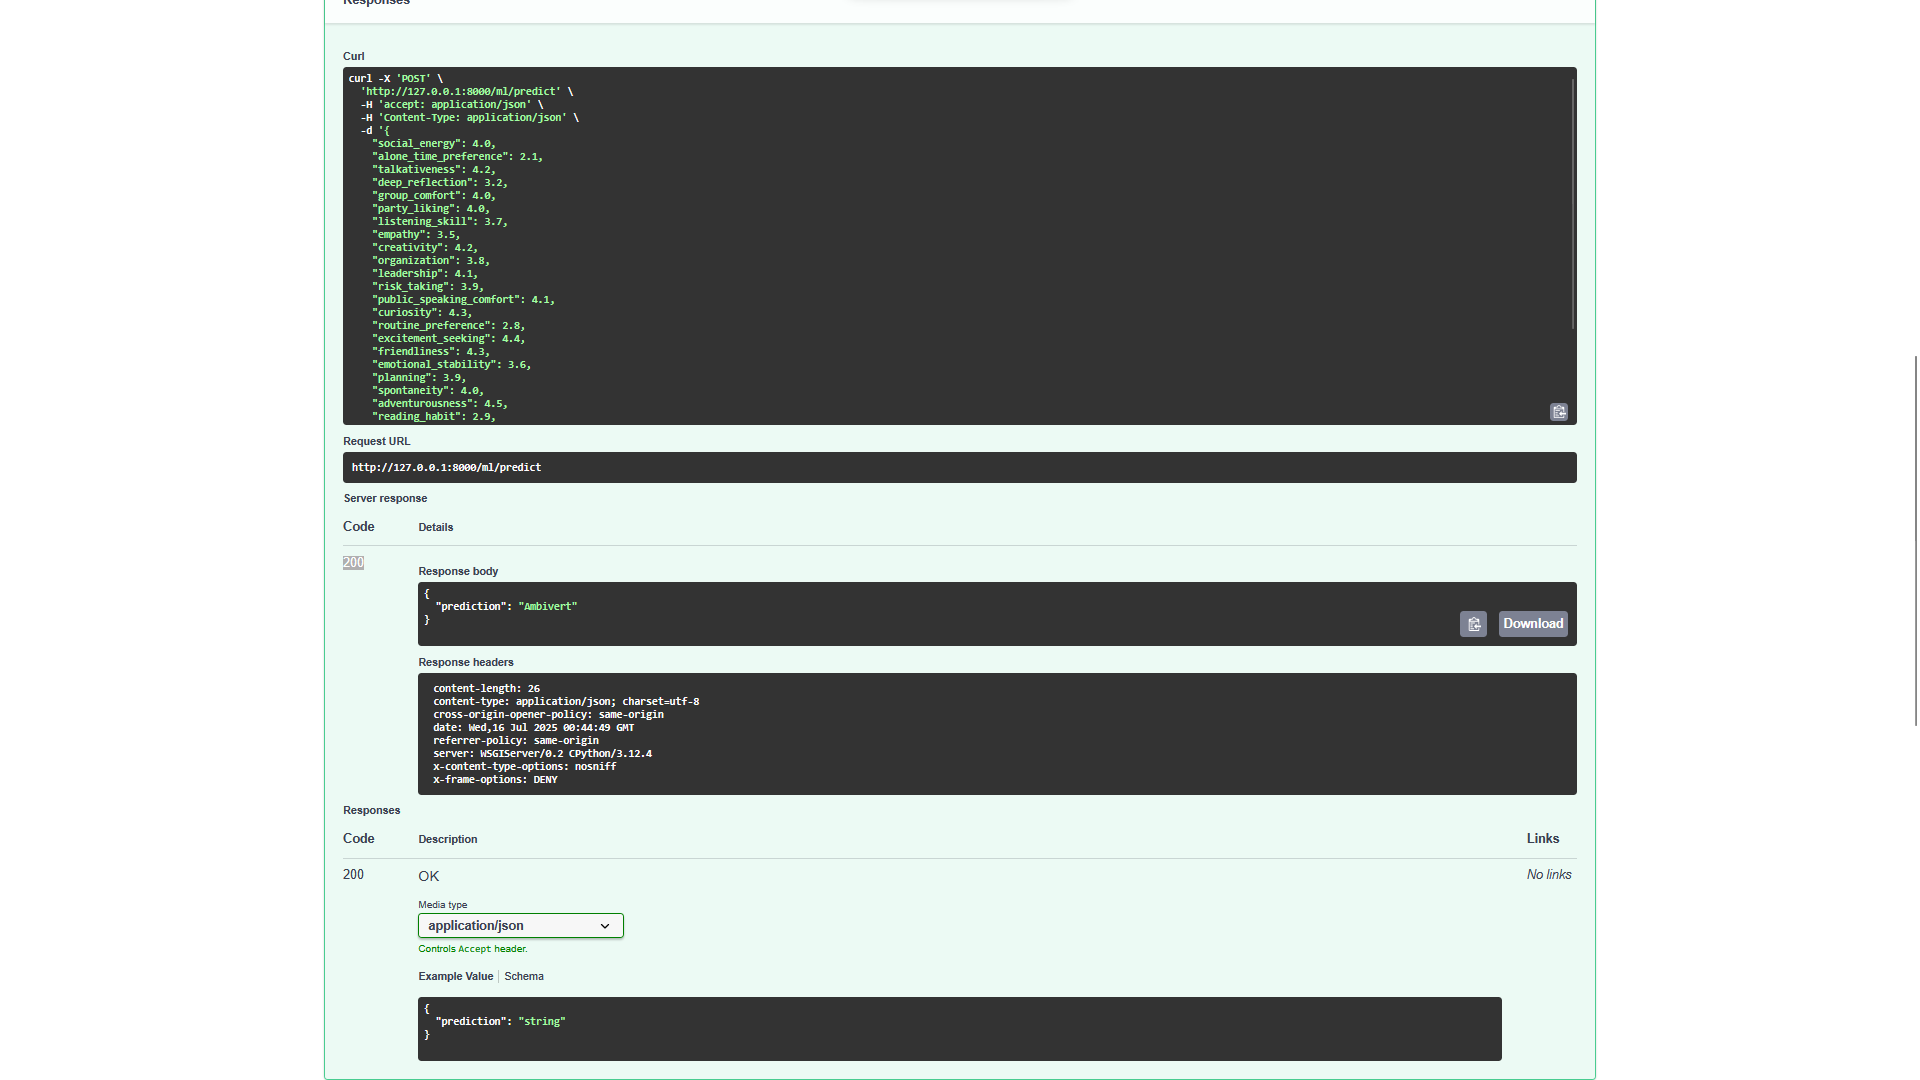 Responses
Curl
curl -X 'POST' \
'http://127.0.0.1:8000/ml/predict' \
-H 'accept: application/json' \
-H 'Content-Type: application/json' \
-d '{
"social_energy": 4.0,
"alone_time_preference": 2.1,
"talkativeness": 4.2,
"deep_reflection": 3.2,
"group_comfort": 4.0,
"party_liking": 4.0,
"listening_skill": 3.7,
"empathy": 3.5,
"creativity": 4.2,
"organization": 3.8,
"leadership": 4.1,
"risk_taking": 3.9,
"public_speaking_comfort": 4.1,
"curiosity": 4.3,
"routine_preference": 2.8,
"excitement_seeking": 4.4,
"friendliness": 4.3,
"emotional_stability": 3.6,
"planning": 3.9,
"spontaneity": 4.0,
"adventurousness": 4.5,
"reading_habit": 2.9,
Request URL
http://127.0.0.1:8000/ml/predict
Server response
Code Details
200
Response body
{
"prediction": "Ambivert"
}
Download
Response headers
content-length: 26
content-type: application/json; charset=utf-8
cross-origin-opener-policy: same-origin
date: Wed,16 Jul 2025 00:44:49 GMT
referrer-policy: same-origin
server: WSGIServer/0.2 CPython/3.12.4
x-content-type-options: nosniff
x-frame-options: DENY
Responses
Code Description Links
200 OK No links
Media type
application/json
Controls Accept header.
Example Value Schema
{
"prediction": "string"
}